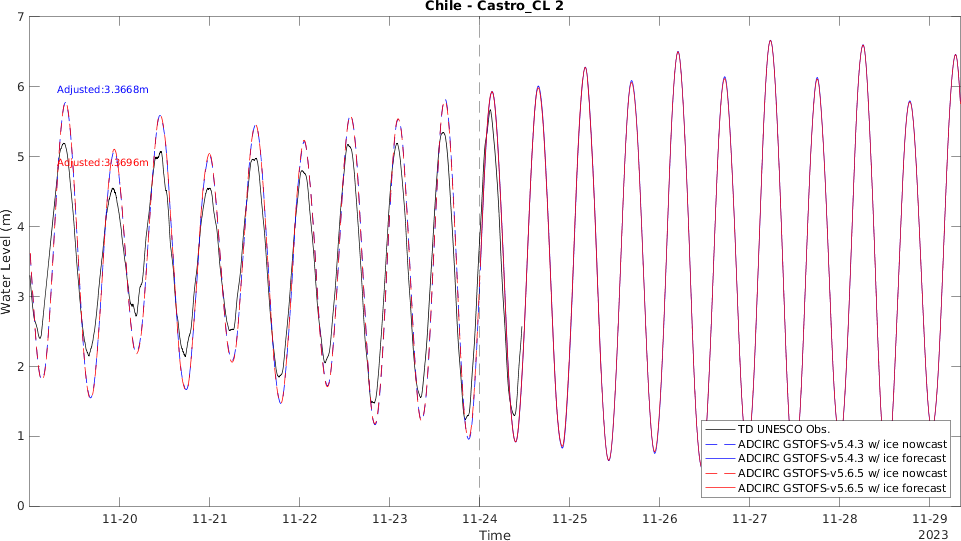 Chile - Castro_CL 2
7
6
5
4
3
2
1
0
Water Level (m)
Adjusted:3.3668m
Adjusted:3.3696m
TD UNESCO Obs.
ADCIRC GSTOFS-v5.4.3 w/ ice nowcast
ADCIRC GSTOFS-v5.4.3 w/ ice forecast
ADCIRC GSTOFS-v5.6.5 w/ ice nowcast
ADCIRC GSTOFS-v5.6.5 w/ ice forecast
11-20 11-21 11-22 11-23 11-24 11-25 11-26 11-27 11-28 11-29
Time
2023